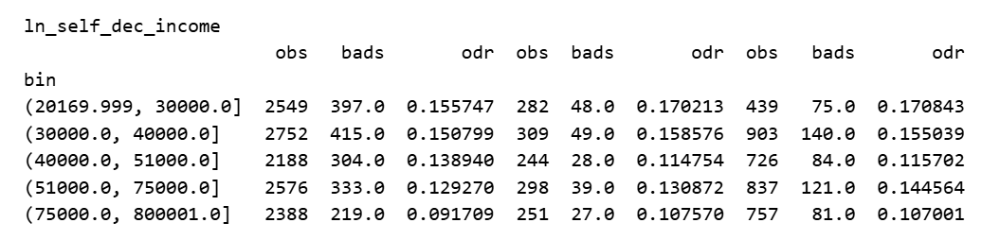 ln_self_dec_income
obs bads odr obs bads odr obs bads odr
bin
(20169.999, 30000.0] 2549 397.0 0.155747 282 48.0 0.170213 439 75.0 0.170843
(30000.0, 40000.0] 2752 415.0 0.150799 309 49.0 0.158576 903 140.0 0.155039
(40000.0, 51000.0] 2188 304.0 0.138940 244 28.0 0.114754 726 84.0 0.115702
(51000.0, 75000.0] 2576 333.0 0.129270 298 39.0 0.130872 837 121.0 0.144564
(75000.0, 800001.0] 2388 219.0 0.091709 251 27.0 0.107570 757 81.0 0.107001